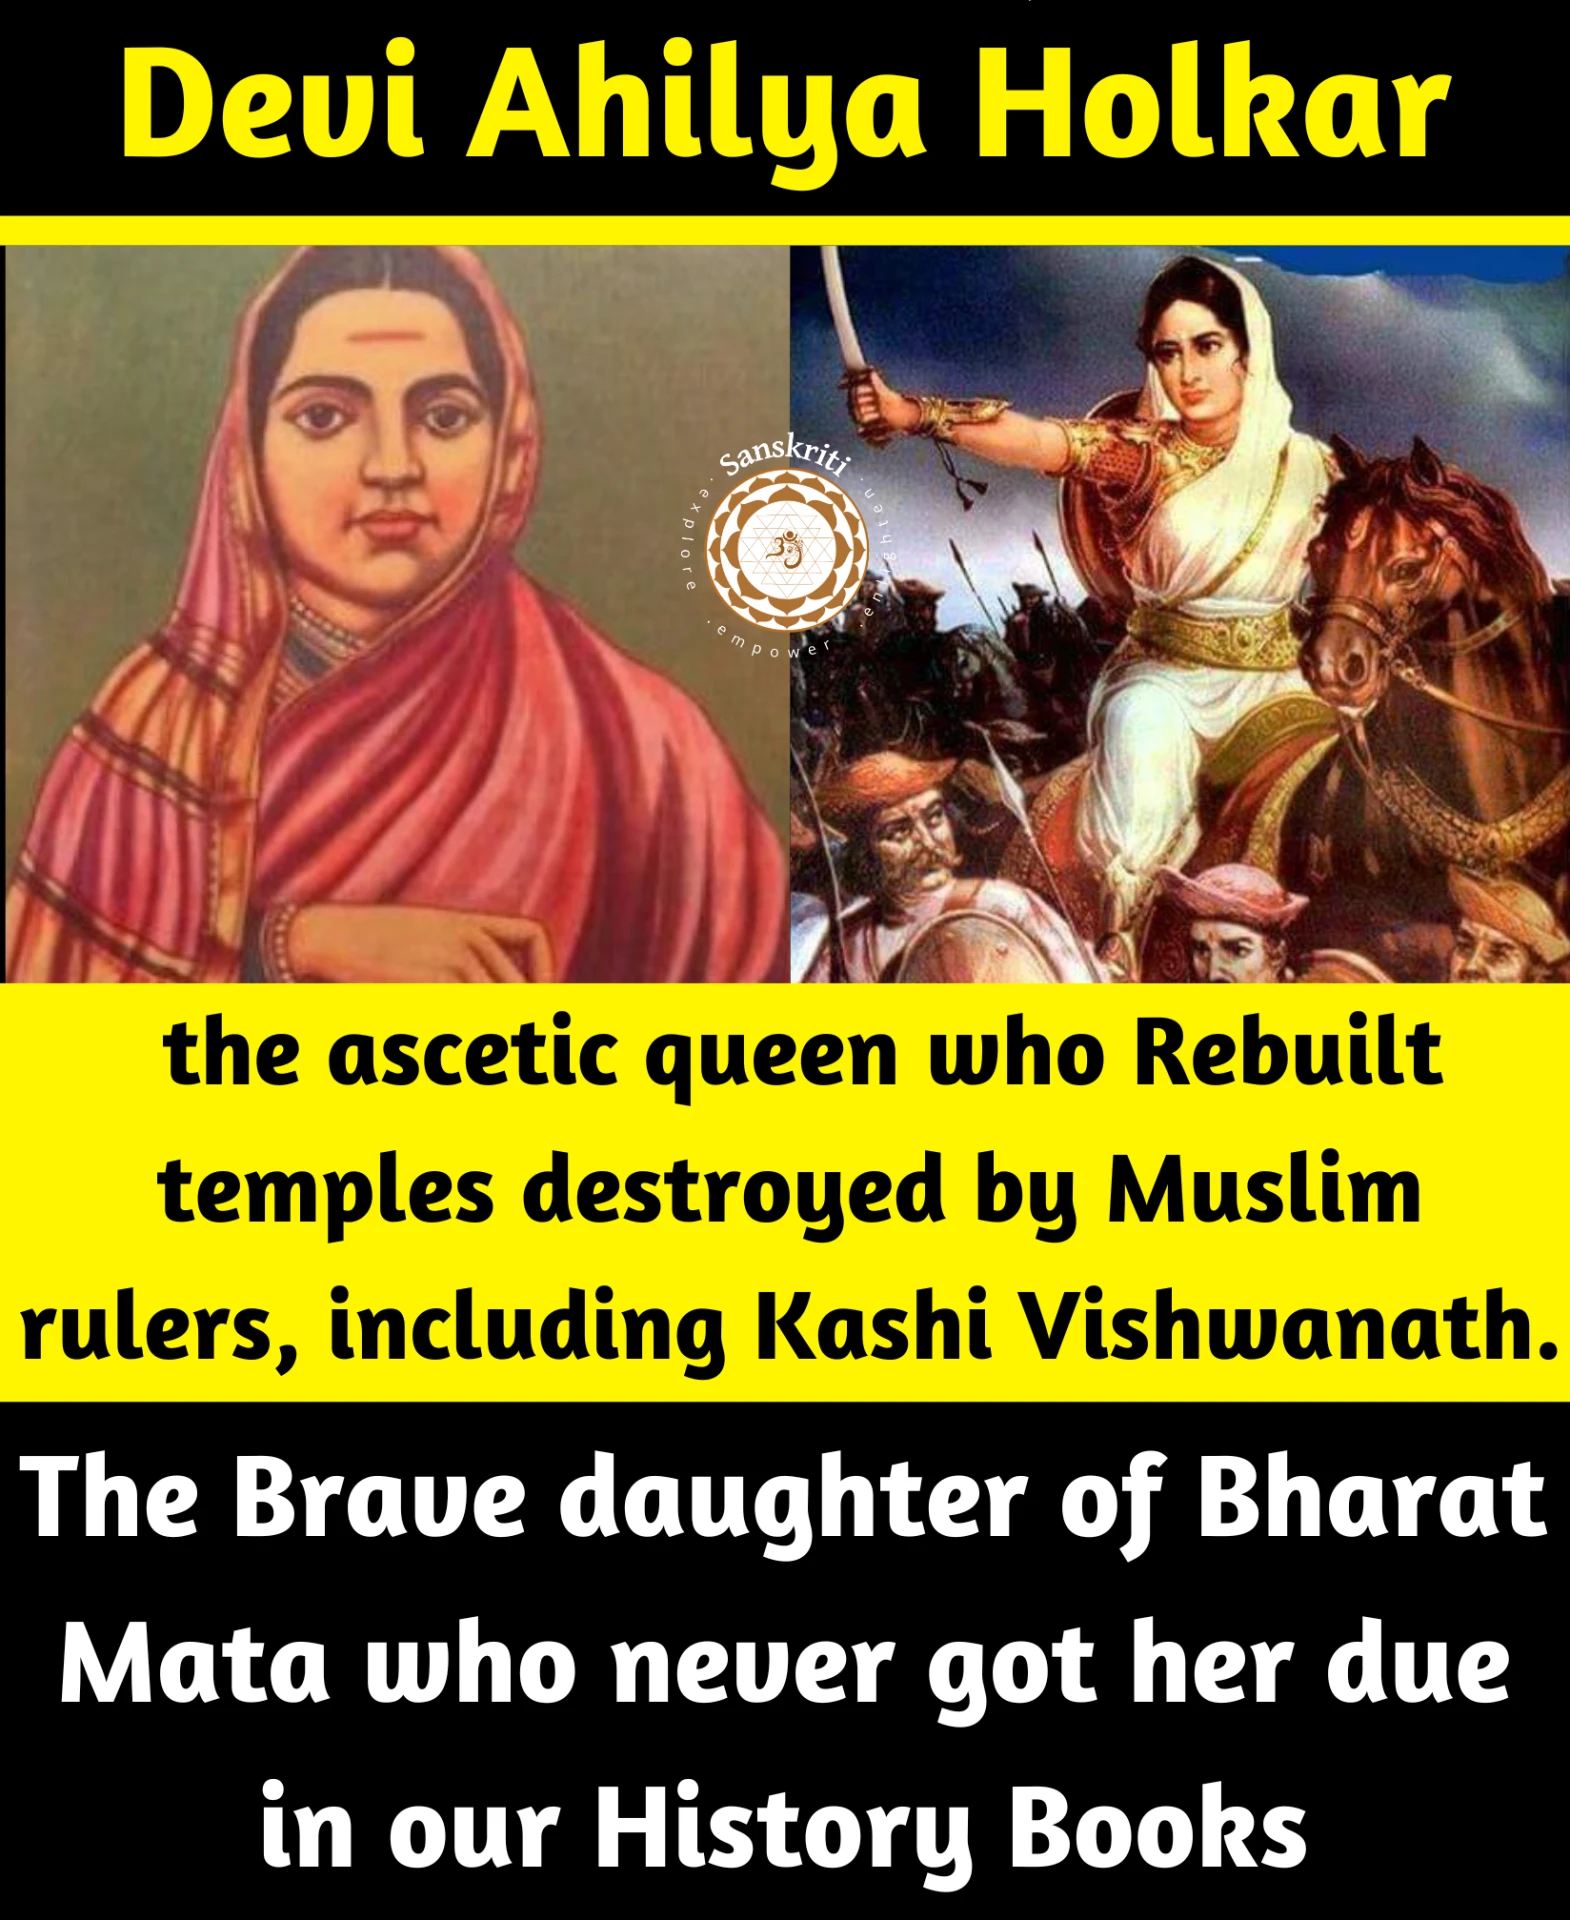 Devi Ahilya Holkar
Sanskriti
. explore . empower . enlighten .
ॐ
the ascetic queen who Rebuilt
temples destroyed by Muslim
rulers, including Kashi Vishwanath.
The Brave daughter of Bharat
Mata who never got her due
in our History Books